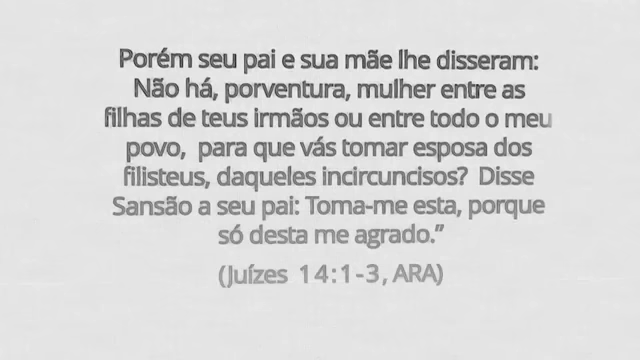 Porém seu pai e sua mãe lhe disseram:
Não há, porventura, mulher entre as
filhas de teus irmãos ou entre todo o meu
povo, para que vás tomar esposa dos
filisteus, daqueles incircuncisos? Disse
Sansão a seu pai: Toma-me esta, porque
só desta me agrado.”
(Juízes 14:1-3, ARA)